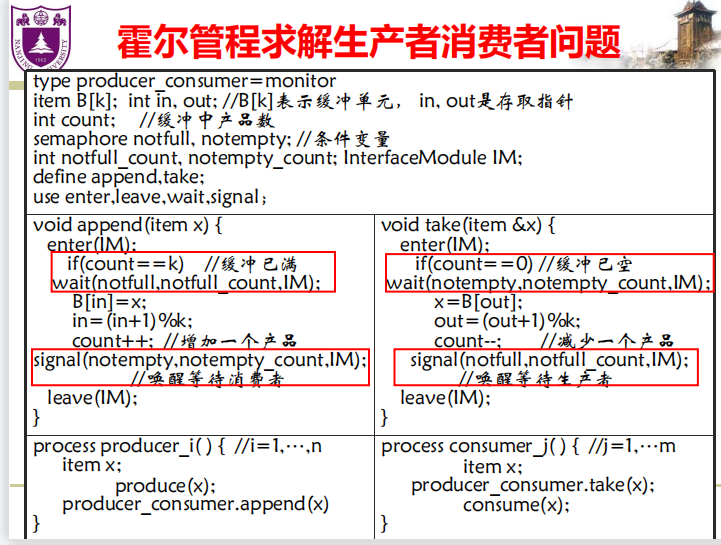 霍尔管程求解生产者消费者问题
type producer_consumer=monitor
item B[k]; int in, out; //B[k]表示缓冲单元， in, out是存取指针
int count; //缓冲中产品数
semaphore notfull, notempty; //条件变量
int notfull_count, notempty_count; InterfaceModule IM;
define append,take;
use enter,leave,wait,signal；
void append(item x) {
enter(IM);
if(count==k) //缓冲已满
wait(notfull,notfull_count,IM);
B[in]=x;
in=(in+1)%k;
count++; //增加一个产品
signal(notempty,notempty_count,IM);
//唤醒等待消费者
leave(IM);
}
void take(item &x) {
enter(IM);
if(count==0) //缓冲已空
wait(notempty,notempty_count,IM);
x=B[out];
out=(out+1)%k;
count--; //减少一个产品
signal(notfull,notfull_count,IM);
//唤醒等待生产者
leave(IM);
}
process producer_i( ) { //i=1,…,n
item x;
produce(x);
producer_consumer.append(x)
}
process consumer_j( ) { //j=1,…m
item x;
producer_consumer.take(x);
consume(x);
}